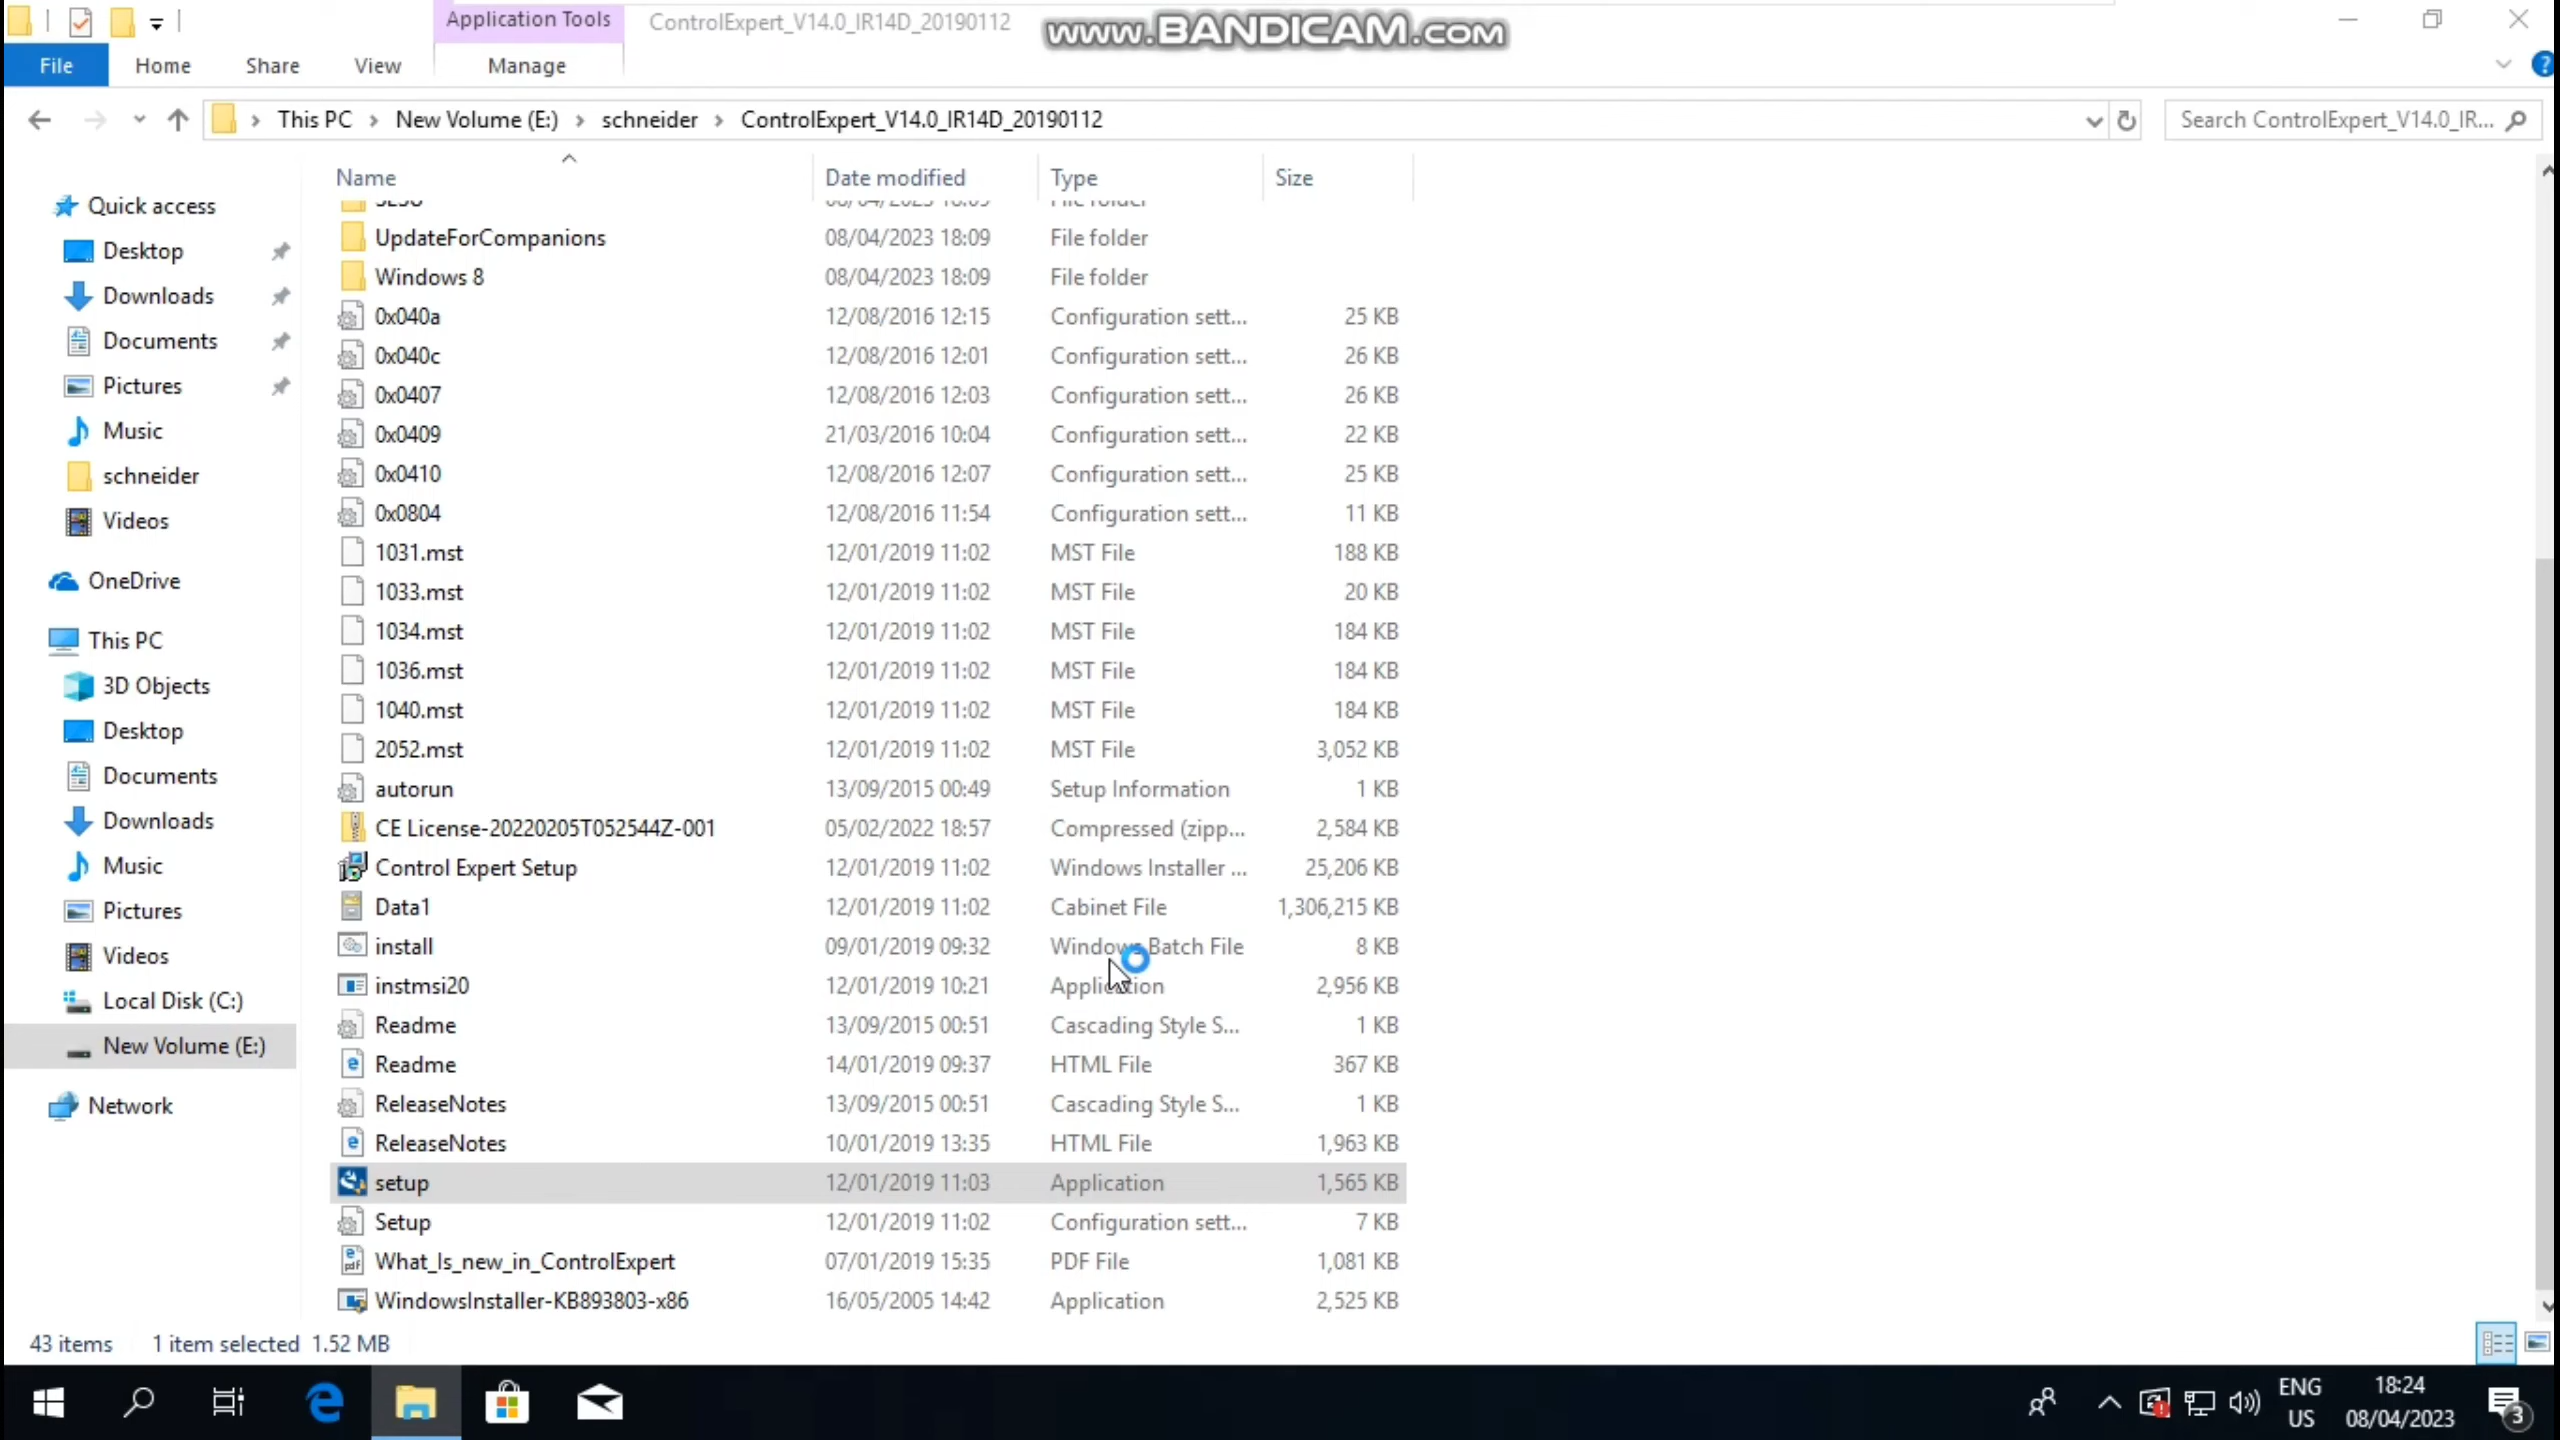 Application Tools
ControlExpert_V14.0_IR14D_20190112
www.BANDICAM.com
File
Home
Share
View
Manage
This PC
New Volume (E:)
schneider
ControlExpert_V14.0_IR14D_20190112
Search ControlExpert_V14.0_IR...
Name
Date modified
Type
Size
Quick access
Desktop
Downloads
Documents
Pictures
Music
schneider
Videos
OneDrive
This PC
3D Objects
Desktop
Documents
Downloads
Music
Pictures
Videos
Local Disk (C:)
New Volume (E:)
Network
UpdateForCompanions 08/04/2023 18:09 File folder
Windows 8 08/04/2023 18:09 File folder
0x040a 12/08/2016 12:15 Configuration sett... 25 KB
0x040c 12/08/2016 12:01 Configuration sett... 26 KB
0x0407 12/08/2016 12:03 Configuration sett... 26 KB
0x0409 21/03/2016 10:04 Configuration sett... 22 KB
0x0410 12/08/2016 12:07 Configuration sett... 25 KB
0x0804 12/08/2016 11:54 Configuration sett... 11 KB
1031.mst 12/01/2019 11:02 MST File 188 KB
1033.mst 12/01/2019 11:02 MST File 20 KB
1034.mst 12/01/2019 11:02 MST File 184 KB
1036.mst 12/01/2019 11:02 MST File 184 KB
1040.mst 12/01/2019 11:02 MST File 184 KB
2052.mst 12/01/2019 11:02 MST File 3,052 KB
autorun 13/09/2015 00:49 Setup Information 1 KB
CE License-20220205T052544Z-001 05/02/2022 18:57 Compressed (zipp... 2,584 KB
Control Expert Setup 12/01/2019 11:02 Windows Installer ... 25,206 KB
Data1 12/01/2019 11:02 Cabinet File 1,306,215 KB
install 09/01/2019 09:32 Windows Batch File 8 KB
instmsi20 12/01/2019 10:21 Application 2,956 KB
Readme 13/09/2015 00:51 Cascading Style S... 1 KB
Readme 14/01/2019 09:37 HTML File 367 KB
ReleaseNotes 13/09/2015 00:51 Cascading Style S... 1 KB
ReleaseNotes 10/01/2019 13:35 HTML File 1,963 KB
setup 12/01/2019 11:03 Application 1,565 KB
Setup 12/01/2019 11:02 Configuration sett... 7 KB
What_Is_new_in_ControlExpert 07/01/2019 15:35 PDF File 1,081 KB
WindowsInstaller-KB893803-x86 16/05/2005 14:42 Application 2,525 KB
43 items 1 item selected 1.52 MB
ENG
US
18:24
08/04/2023
3